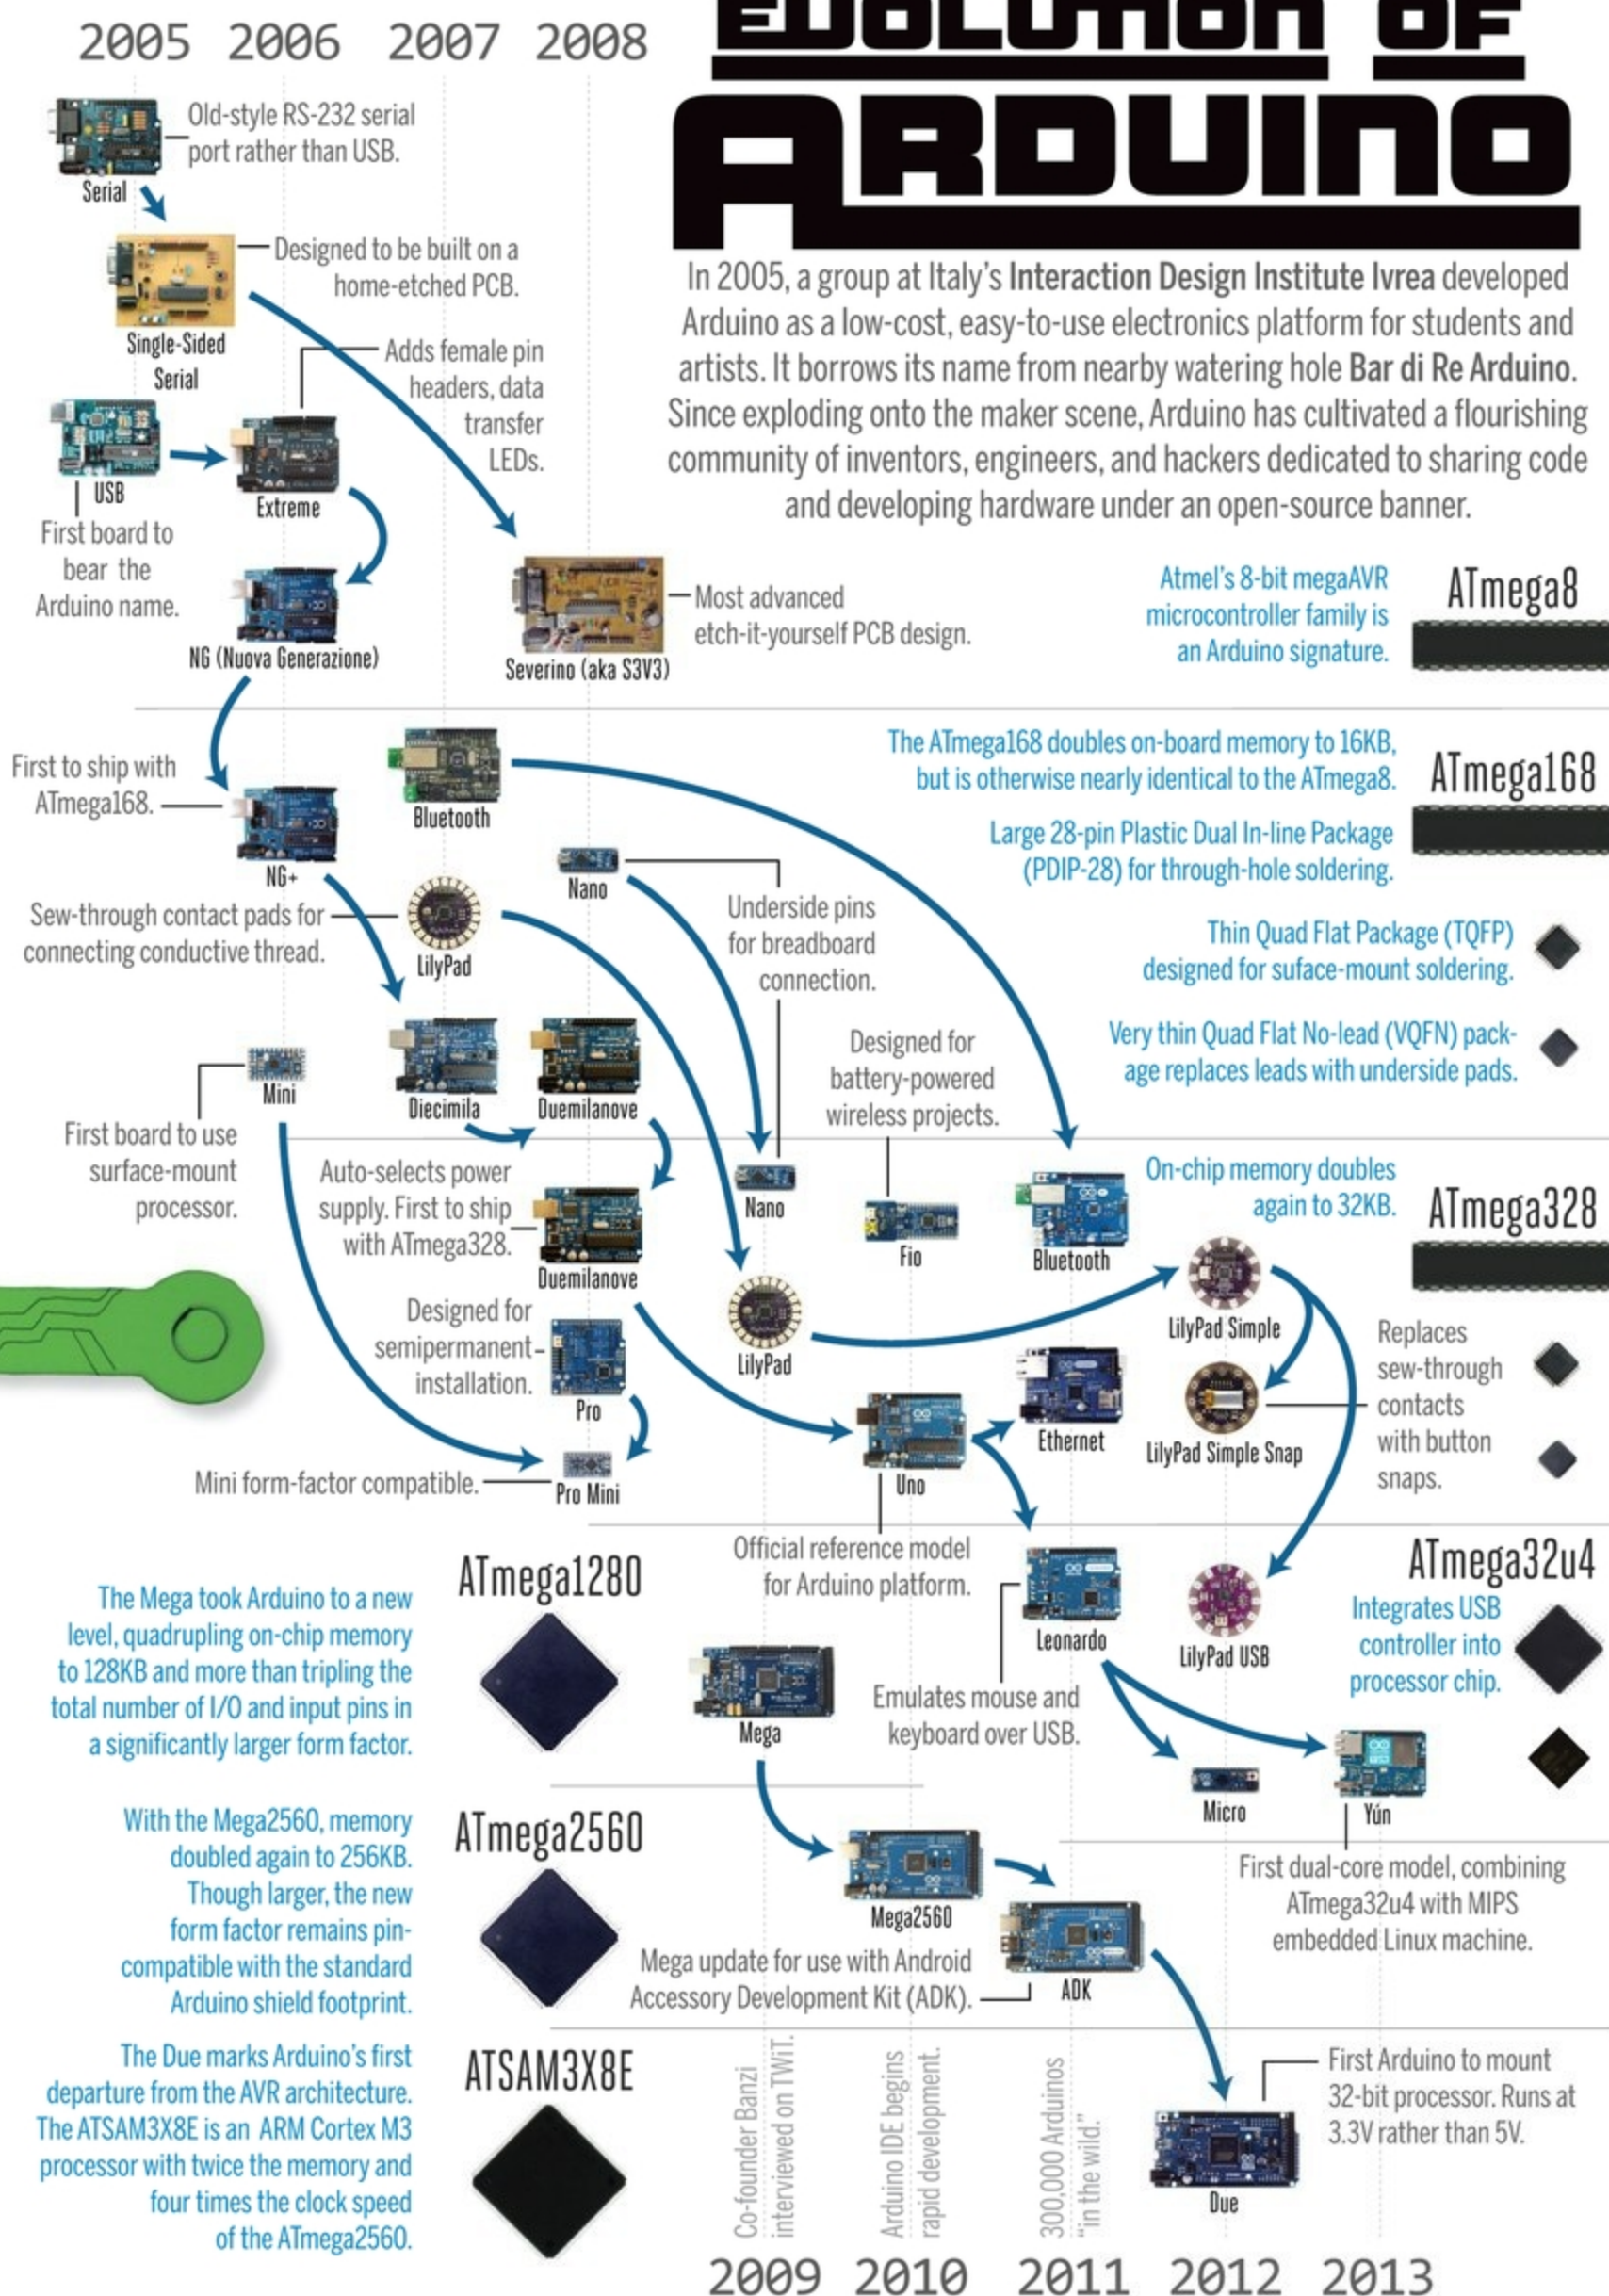 2005 2006 2007 2008
EVOLUTION OF
ARDUINO
In 2005, a group at Italy's Interaction Design Institute Ivrea developed
Arduino as a low-cost, easy-to-use electronics platform for students and
artists. It borrows its name from nearby watering hole Bar di Re Arduino.
Since exploding onto the maker scene, Arduino has cultivated a flourishing
community of inventors, engineers, and hackers dedicated to sharing code
and developing hardware under an open-source banner.
Old-style RS-232 serial
port rather than USB.
Serial
Designed to be built on a
home-etched PCB.
Single-Sided
Serial
Adds female pin
headers, data
transfer
LEDs.
USB
Extreme
First board to
bear the
Arduino name.
NG (Nuova Generazione)
Most advanced
etch-it-yourself PCB design.
Severino (aka S3V3)
Atmel's 8-bit megaAVR
microcontroller family is
an Arduino signature.
ATmega8
First to ship with
ATmega168.
NG+
Bluetooth
The ATmega168 doubles on-board memory to 16KB,
but is otherwise nearly identical to the ATmega8.
ATmega168
Large 28-pin Plastic Dual In-line Package
(PDIP-28) for through-hole soldering.
Nano
Sew-through contact pads for
connecting conductive thread.
LilyPad
Underside pins
for breadboard
connection.
Thin Quad Flat Package (TQFP)
designed for suface-mount soldering.
Very thin Quad Flat No-lead (VQFN) pack-
age replaces leads with underside pads.
Designed for
battery-powered
wireless projects.
Mini
Diecimila
Duemilanove
First board to use
surface-mount
processor.
Auto-selects power
supply. First to ship
with ATmega328.
Duemilanove
Nano
Fio
Bluetooth
On-chip memory doubles
again to 32KB.
ATmega328
Designed for
semipermanent
installation.
Pro
LilyPad
LilyPad Simple
Replaces
sew-through
contacts
with button
snaps.
Ethernet
LilyPad Simple Snap
Mini form-factor compatible.
Pro Mini
Uno
Official reference model
for Arduino platform.
ATmega1280
The Mega took Arduino to a new
level, quadrupling on-chip memory
to 128KB and more than tripling the
total number of I/O and input pins in
a significantly larger form factor.
Mega
Leonardo
Emulates mouse and
keyboard over USB.
LilyPad USB
ATmega32u4
Integrates USB
controller into
processor chip.
Micro
Yún
First dual-core model, combining
ATmega32u4 with MIPS
embedded Linux machine.
ATmega2560
With the Mega2560, memory
doubled again to 256KB.
Though larger, the new
form factor remains pin-
compatible with the standard
Arduino shield footprint.
Mega2560
Mega update for use with Android
Accessory Development Kit (ADK).
ADK
ATSAM3X8E
The Due marks Arduino's first
departure from the AVR architecture.
The ATSAM3X8E is an ARM Cortex M3
processor with twice the memory and
four times the clock speed
of the ATmega2560.
First Arduino to mount
32-bit processor. Runs at
3.3V rather than 5V.
Due
Co-founder Banzi
interviewed on TWiT.
Arduino IDE begins
rapid development.
300,000 Arduinos
"in the wild."
2009 2010 2011 2012 2013